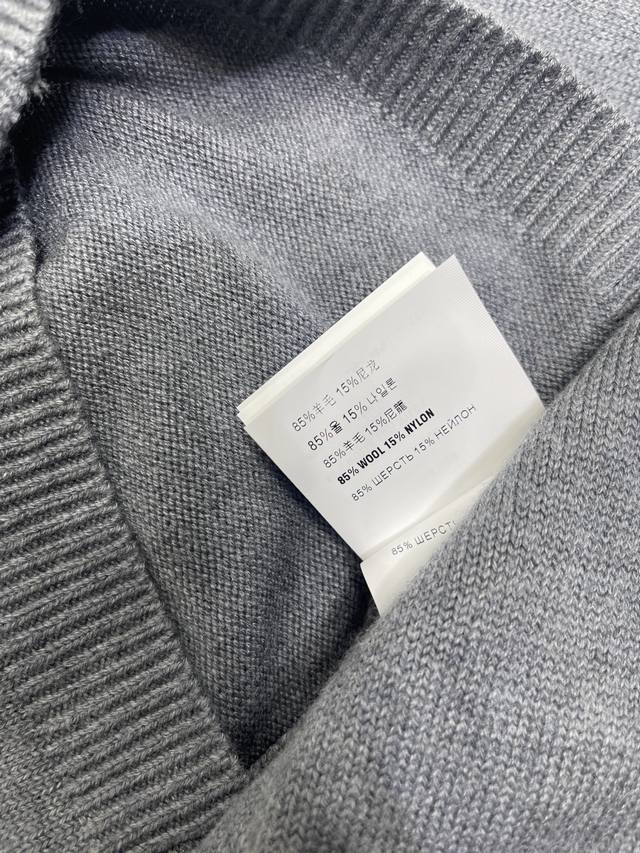 85%羊毛 15%尼龙
85%울 15% 나일론
85%羊毛 15%尼龍
85% WOOL 15% NYLON
85% ШЕРСТЬ 15% НЕЙЛОН
85% ШЕРСТЬ